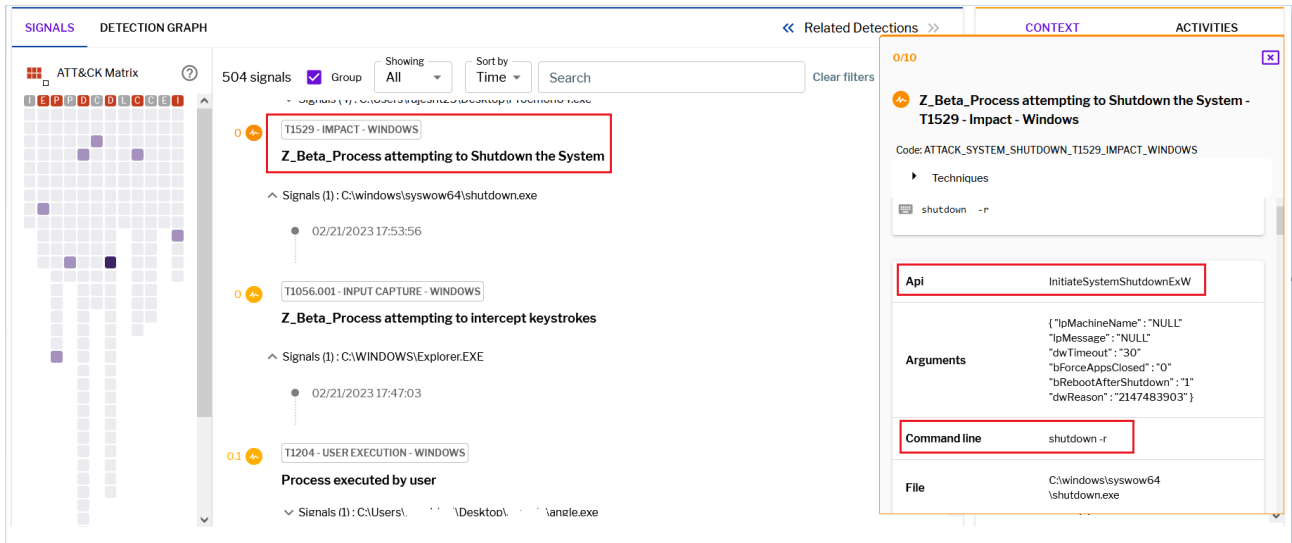 SIGNALS
DETECTION GRAPH
Related Detections
CONTEXT
ACTIVITIES
ATT&CK Matrix
I E P P D C D L C C E I
504 signals
Group
Showing
All
Sort by
Time
Search
Clear filters
0
T1529 - IMPACT - WINDOWS
Z_Beta_Process attempting to Shutdown the System
Signals (1) : C:\windows\syswow64\shutdown.exe
02/21/2023 17:53:56
0
T1056.001 - INPUT CAPTURE - WINDOWS
Z_Beta_Process attempting to intercept keystrokes
Signals (1) : C:\WINDOWS\Explorer.EXE
02/21/2023 17:47:03
0.1
T1204 - USER EXECUTION - WINDOWS
Process executed by user
Signals (1) : C:\Users\ \Desktop\ \angle.exe
0/10
Z_Beta_Process attempting to Shutdown the System -
T1529 - Impact - Windows
Code: ATTACK_SYSTEM_SHUTDOWN_T1529_IMPACT_WINDOWS
Techniques
shutdown -r
Api
InitiateSystemShutdownExW
Arguments
{ "lpMachineName" : "NULL"
"lpMessage" : "NULL"
"dwTimeout" : "30"
"bForceAppsClosed" : "0"
"bRebootAfterShutdown" : "1"
"dwReason" : "2147483903" }
Command line
shutdown -r
File
C:\windows\syswow64
\shutdown.exe